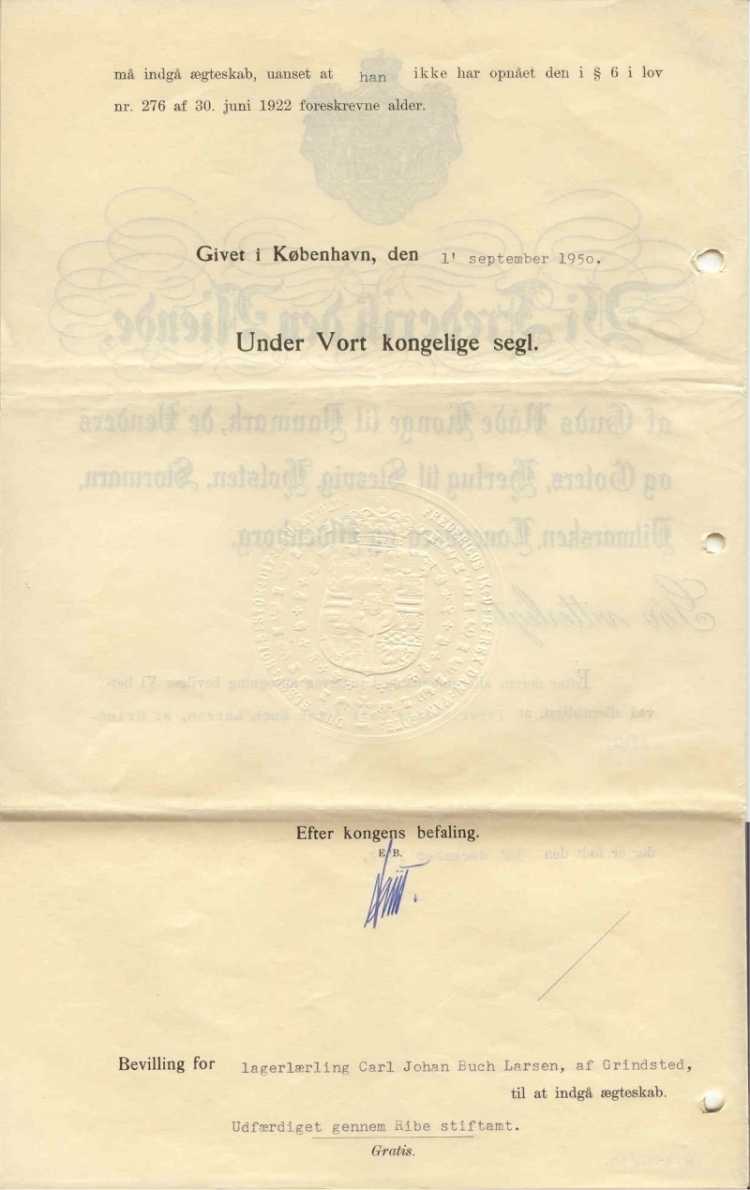 må indgå ægteskab, uanset at han ikke har opnået den i § 6 i lov
nr. 276 af 30. juni 1922 foreskrevne alder.
Givet i København, den 1' september 1950.
Under Vort kongelige segl.
Efter kongens befaling.
E. B.
Bevilling for lagerlærling Carl Johan Buch Larsen, af Grindsted,
til at indgå ægteskab.
Udfærdiget gennem Ribe stiftamt.
Gratis.